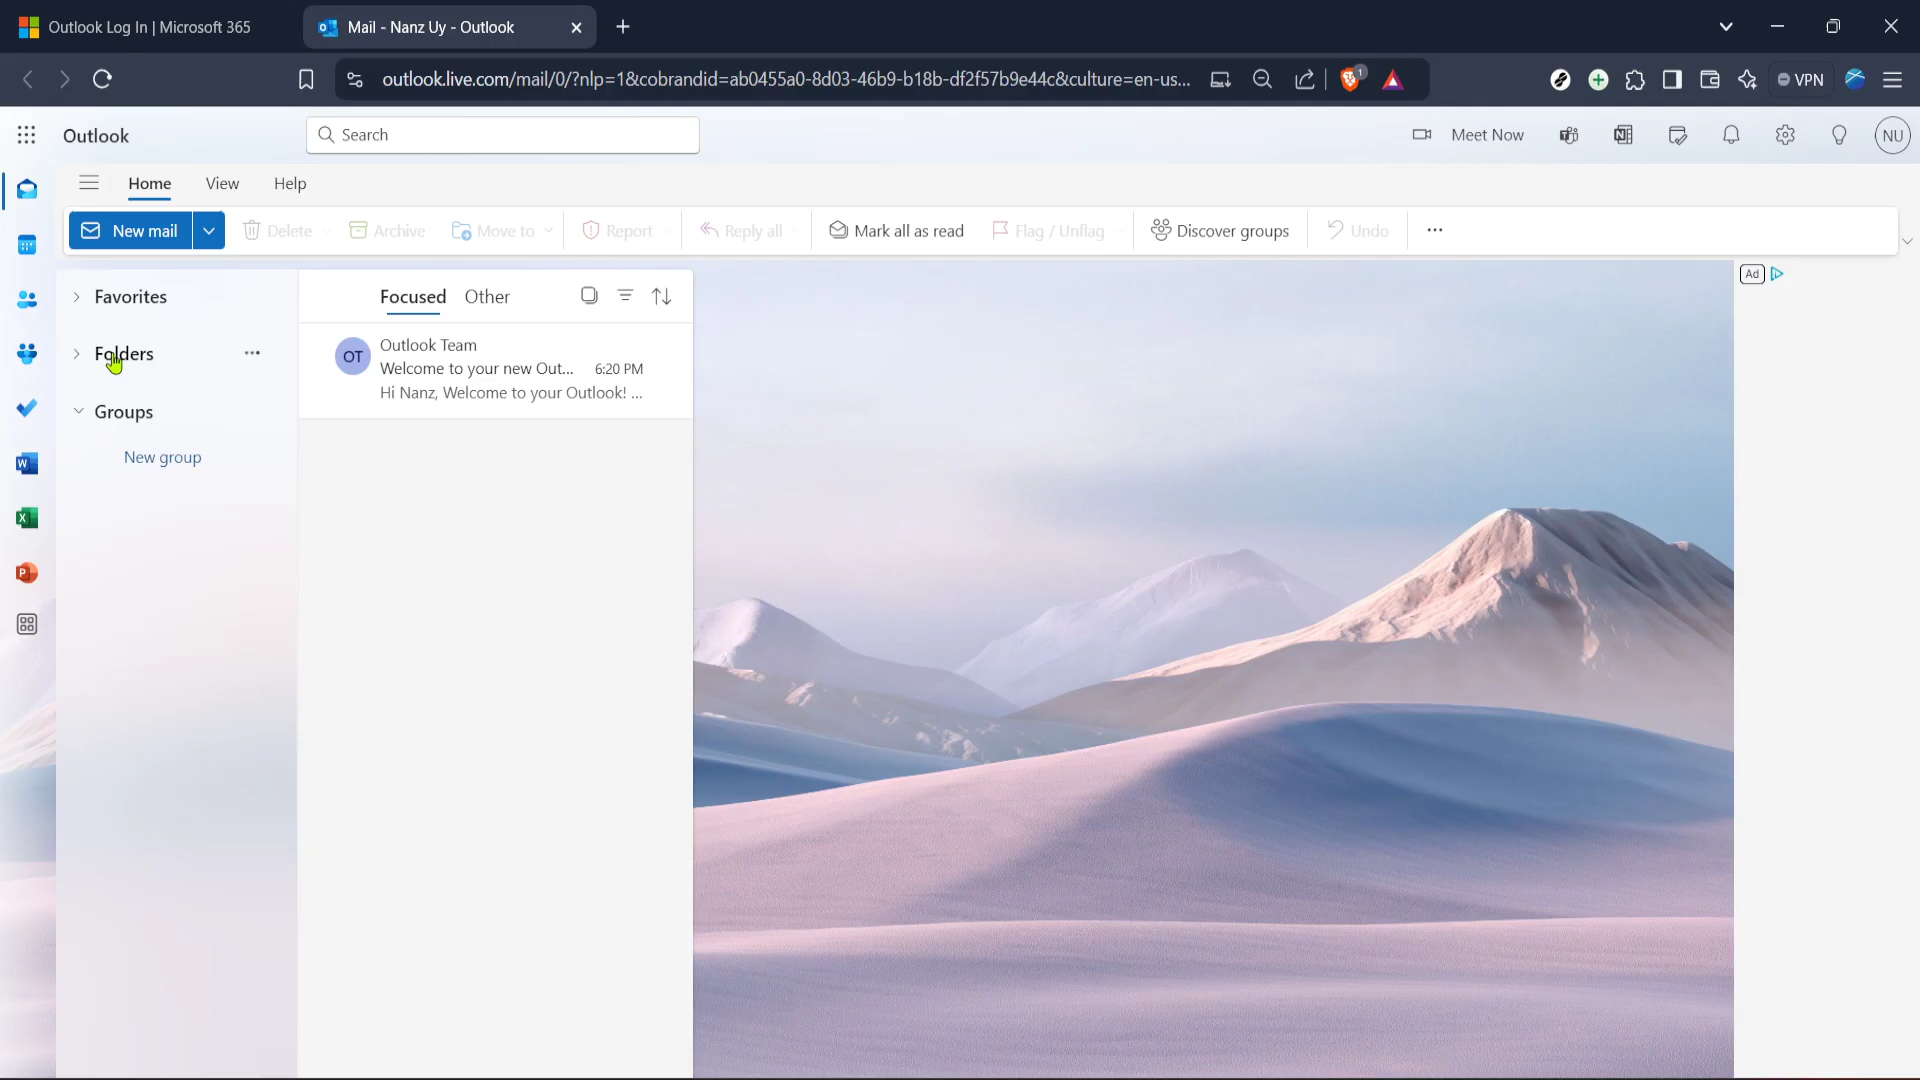 Outlook Log In | Microsoft 365
Mail - Nanz Uy - Outlook
outlook.live.com/mail/0/?nlp=1&cobrandid=ab0455a0-8d03-46b9-b18b-df2f57b9e44c&culture=en-us...
1
VPN
Outlook
Search
Meet Now
NU
Home
View
Help
New mail
Delete
Archive
Move to
Report
Reply all
Mark all as read
Flag / Unflag
Discover groups
Undo
Favorites
Focused
Other
Ad
Folders
OT
Outlook Team
Welcome to your new Out...
6:20 PM
Hi Nanz, Welcome to your Outlook! ...
Groups
New group